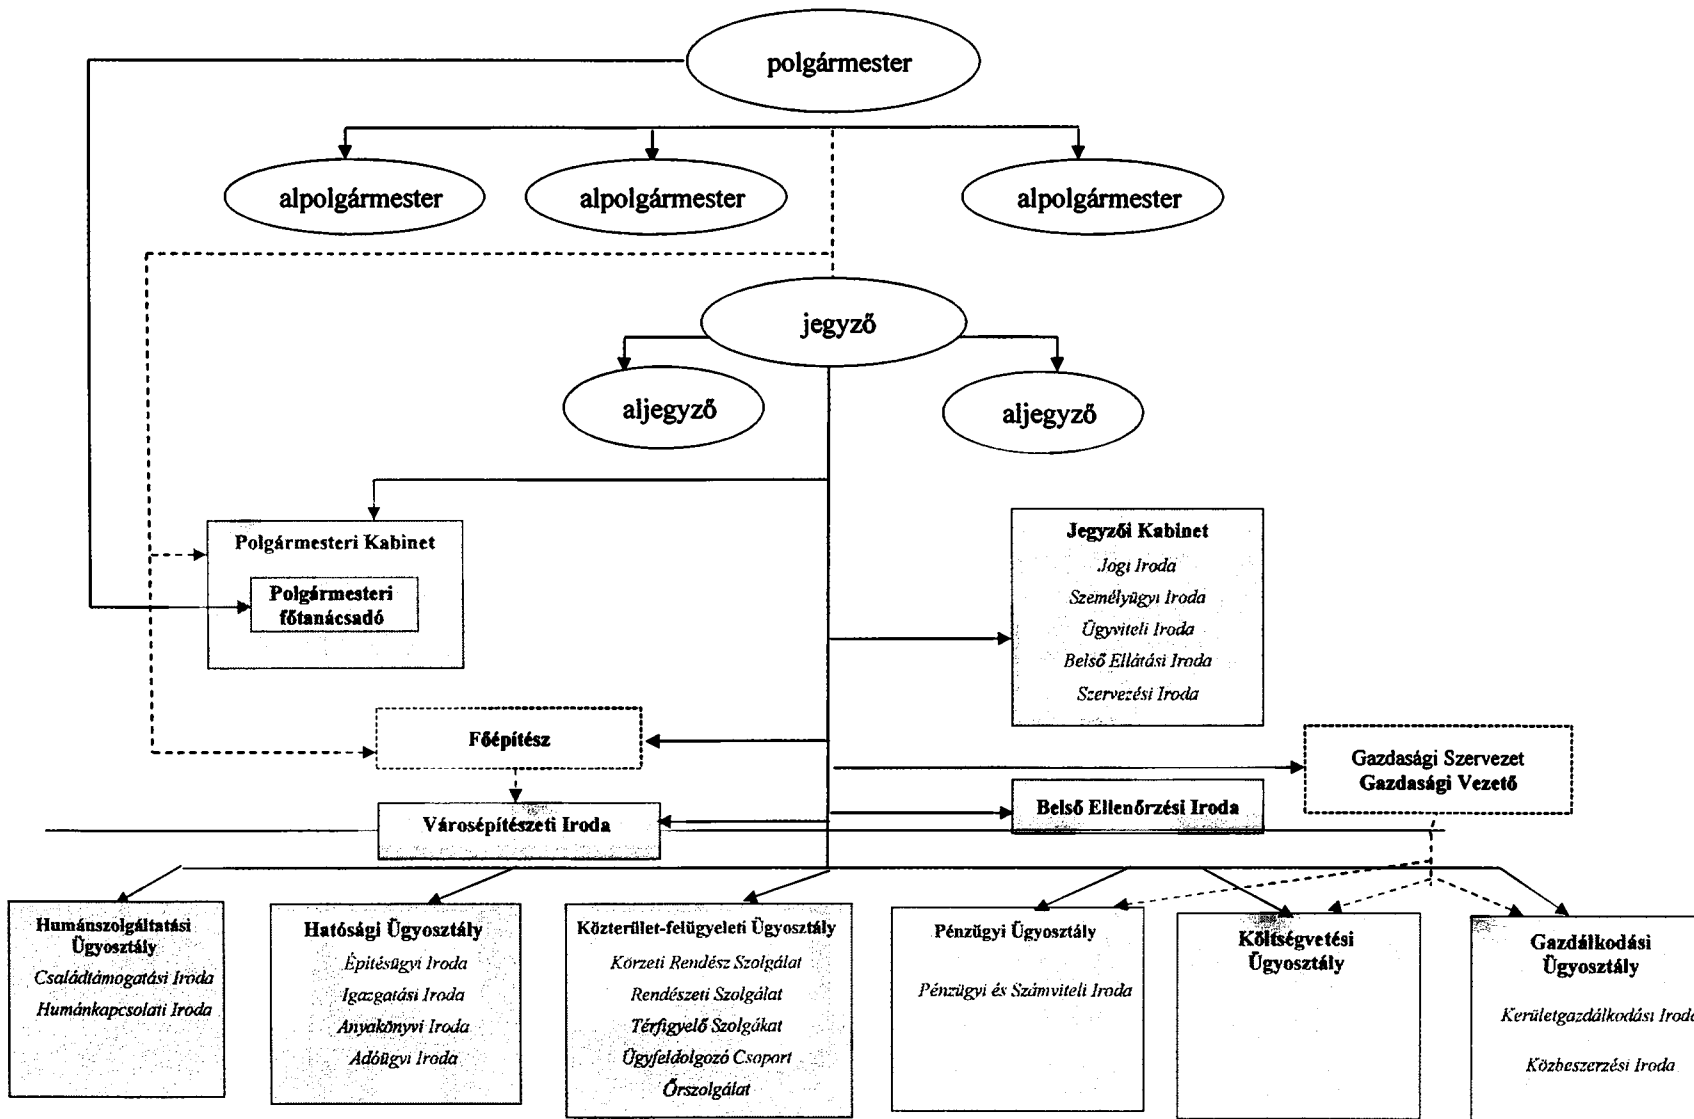 polgármester
alpolgármester
alpolgármester
alpolgármester
jegyző
aljegyző
aljegyző
Polgármesteri Kabinet
Polgármesteri
főtanácsadó
Jegyzői Kabinet
Jogi Iroda
Személyügyi Iroda
Ügyviteli Iroda
Belső Ellátási Iroda
Szervezési Iroda
Főépítész
Gazdasági Szervezet
Gazdasági Vezető
Városépítészeti Iroda
Belső Ellenőrzési Iroda
Humánszolgáltatási
Ügyosztály
Családtámogatási Iroda
Humánkapcsolati Iroda
Hatósági Ügyosztály
Építésügyi Iroda
Igazgatási Iroda
Anyakönyvi Iroda
Adóügyi Iroda
Közterület-felügyeleti Ügyosztály
Körzeti Rendész Szolgálat
Rendészeti Szolgálat
Térfigyelő Szolgákat
Ügyfeldolgozó Csoport
Őrszolgálat
Pénzügyi Ügyosztály
Pénzügyi és Számviteli Iroda
Költségvetési
Ügyosztály
Gazdálkodási
Ügyosztály
Kerületgazdálkodási Iroda
Közbeszerzési Iroda